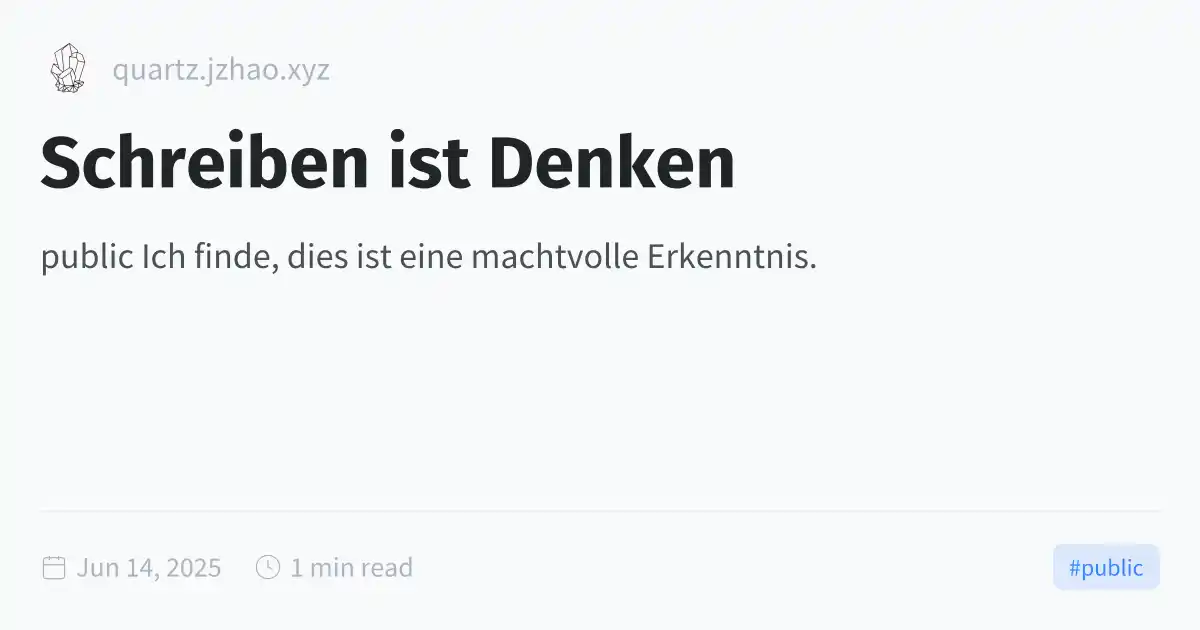 quartz.jzhao.xyz
Schreiben ist Denken
public Ich finde, dies ist eine machtvolle Erkenntnis.
Jun 14, 2025 1 min read #public